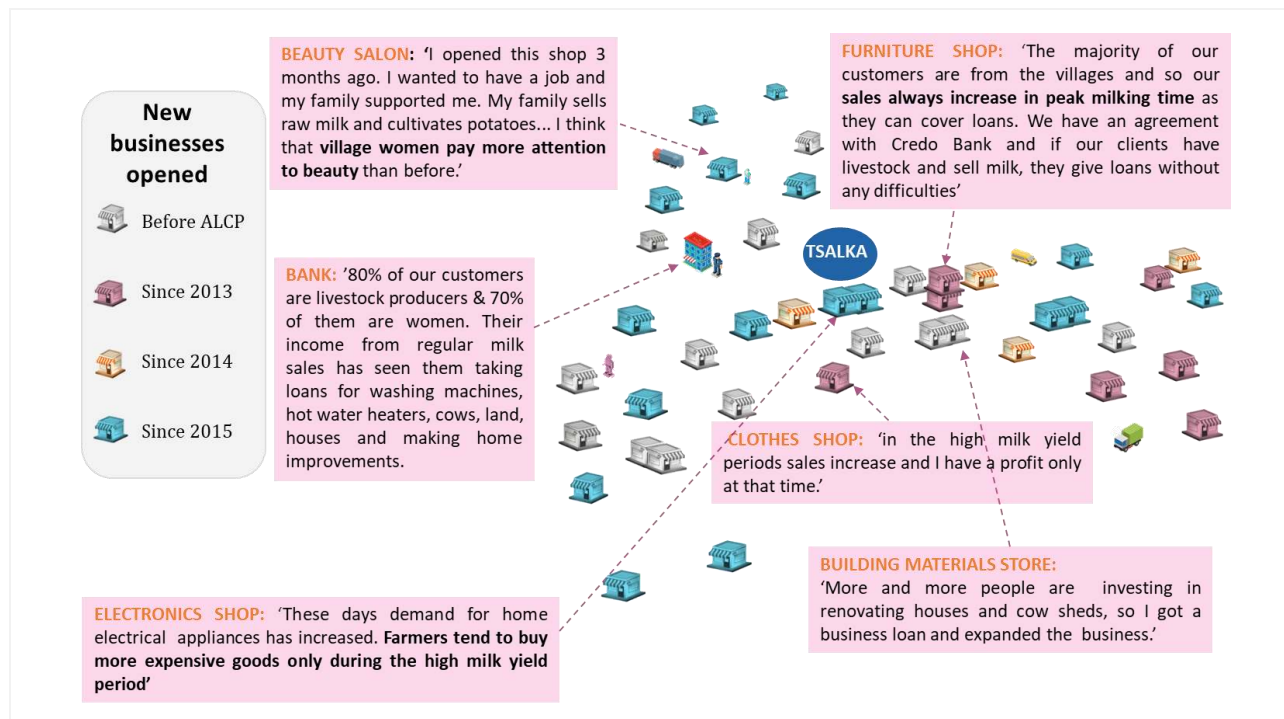 New
businesses
opened
Before ALCP
Since 2013
Since 2014
Since 2015
BEAUTY SALON: ‘I opened this shop 3
months ago. I wanted to have a job and
my family supported me. My family sells
raw milk and cultivates potatoes... I think
that village women pay more attention
to beauty than before.’
FURNITURE SHOP: ‘The majority of our
customers are from the villages and so our
sales always increase in peak milking time as
they can cover loans. We have an agreement
with Credo Bank and if our clients have
livestock and sell milk, they give loans without
any difficulties’
TSALKA
BANK: ’80% of our customers
are livestock producers & 70%
of them are women. Their
income from regular milk
sales has seen them taking
loans for washing machines,
hot water heaters, cows, land,
houses and making home
improvements.
CLOTHES SHOP: ‘in the high milk yield
periods sales increase and I have a profit only
at that time.’
BUILDING MATERIALS STORE:
‘More and more people are investing in
renovating houses and cow sheds, so I got a
business loan and expanded the business.’
ELECTRONICS SHOP: ‘These days demand for home
electrical appliances has increased. Farmers tend to buy
more expensive goods only during the high milk yield
period’